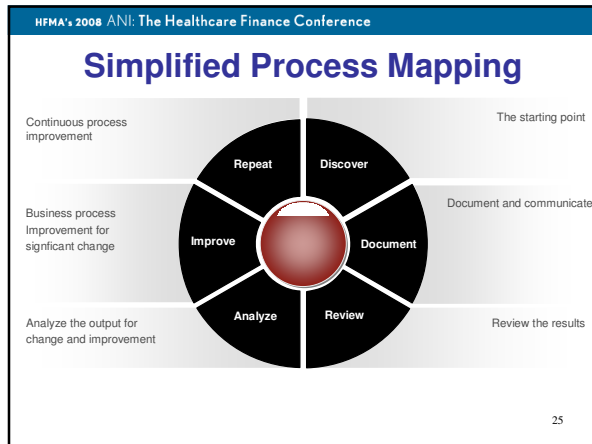 HFMA's 2008 ANI: The Healthcare Finance Conference
Simplified Process Mapping
Continuous process
improvement
The starting point
Repeat
Discover
Business process
Improvement for
signficant change
Document and communicate
Improve
Document
Analyze
Review
Analyze the output for
change and improvement
Review the results
25